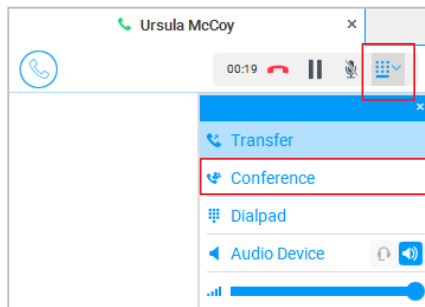 Ursula McCoy
00:19
Transfer
Conference
Dialpad
Audio Device